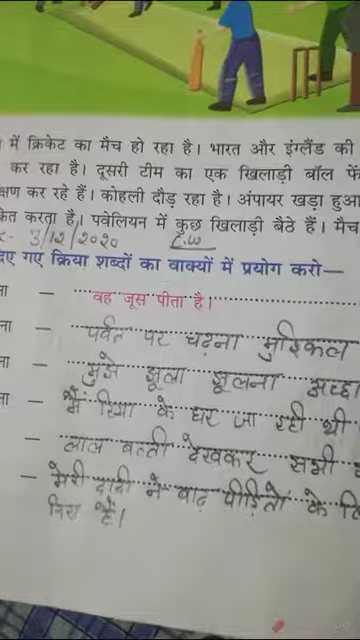 में क्रिकेट का मैच हो रहा है। भारत और इंग्लैंड की
कर रहा है। दूसरी टीम का एक खिलाड़ी बॉल फें
क्षण कर रहे हैं। कोहली दौड़ रहा है। अंपायर खड़ा हुआ
केत करता है। पवेलियन में कुछ खिलाड़ी बैठे हैं। मैच
3/12/2020 C.W
दिए गए क्रिया शब्दों का वाक्यों में प्रयोग करो—
ना — वह जूस पीता है।
ना — पर्वत पर चढ़ना मुश्किल
ना — मुझे झूला झूलना अच्छा
ना — मैं रिया के घर जा रही थी
— लाल बत्ती देखकर सभी
— मेरी दादी ने बाढ़ पीड़ितो के लि
दिए हैं।